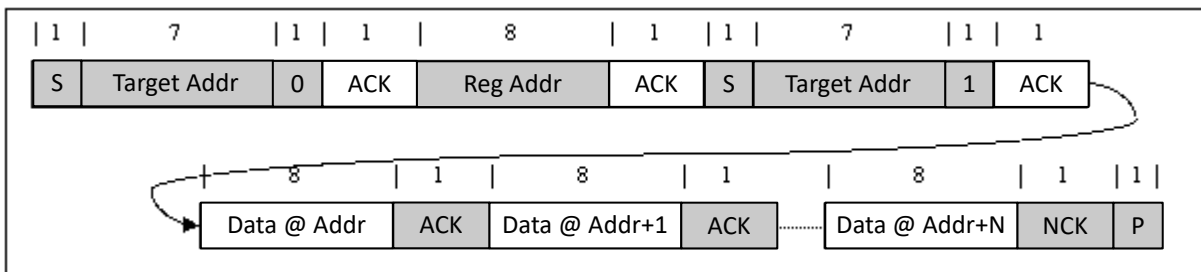 | 1 | 7 | 1 | 1 | 8 | 1 | 1 | 7 | 1 | 1
S Target Addr 0 ACK Reg Addr ACK S Target Addr 1 ACK
| 8 | 1 | 8 | 1 | 8 | 1 | 1 |
Data @ Addr ACK Data @ Addr+1 ACK Data @ Addr+N NCK P